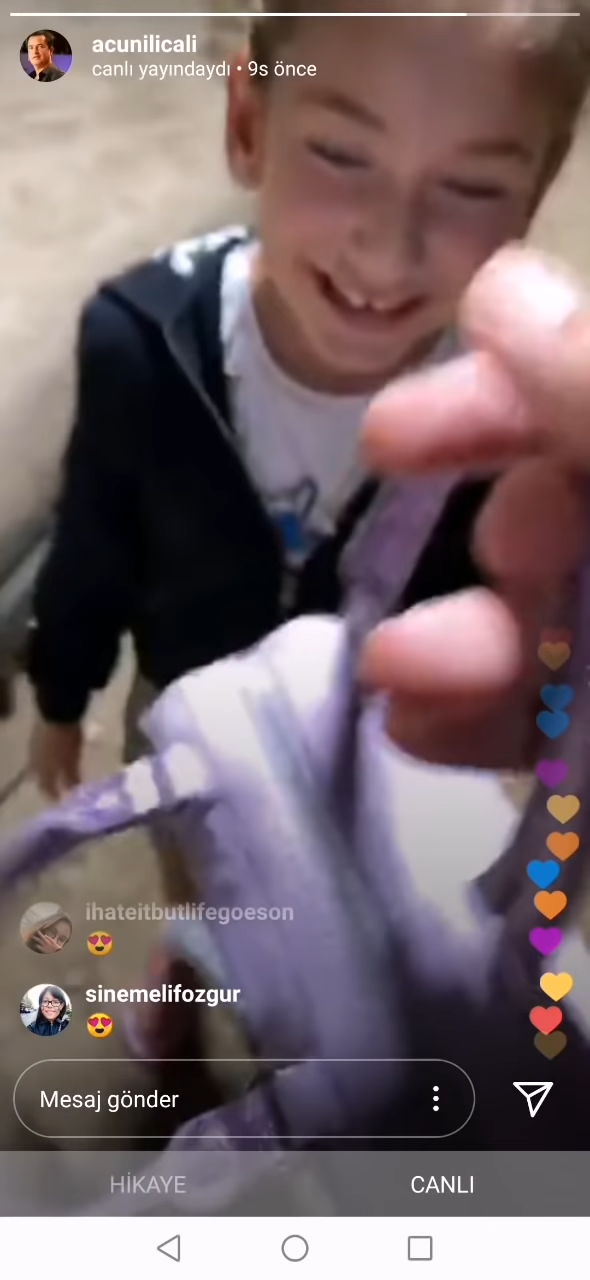 acunilicali
canlı yayındaydı • 9s önce
ihateitbutlifegoeson
😍
sinemelifozgur
😍
Mesaj gönder
HİKAYE
CANLI